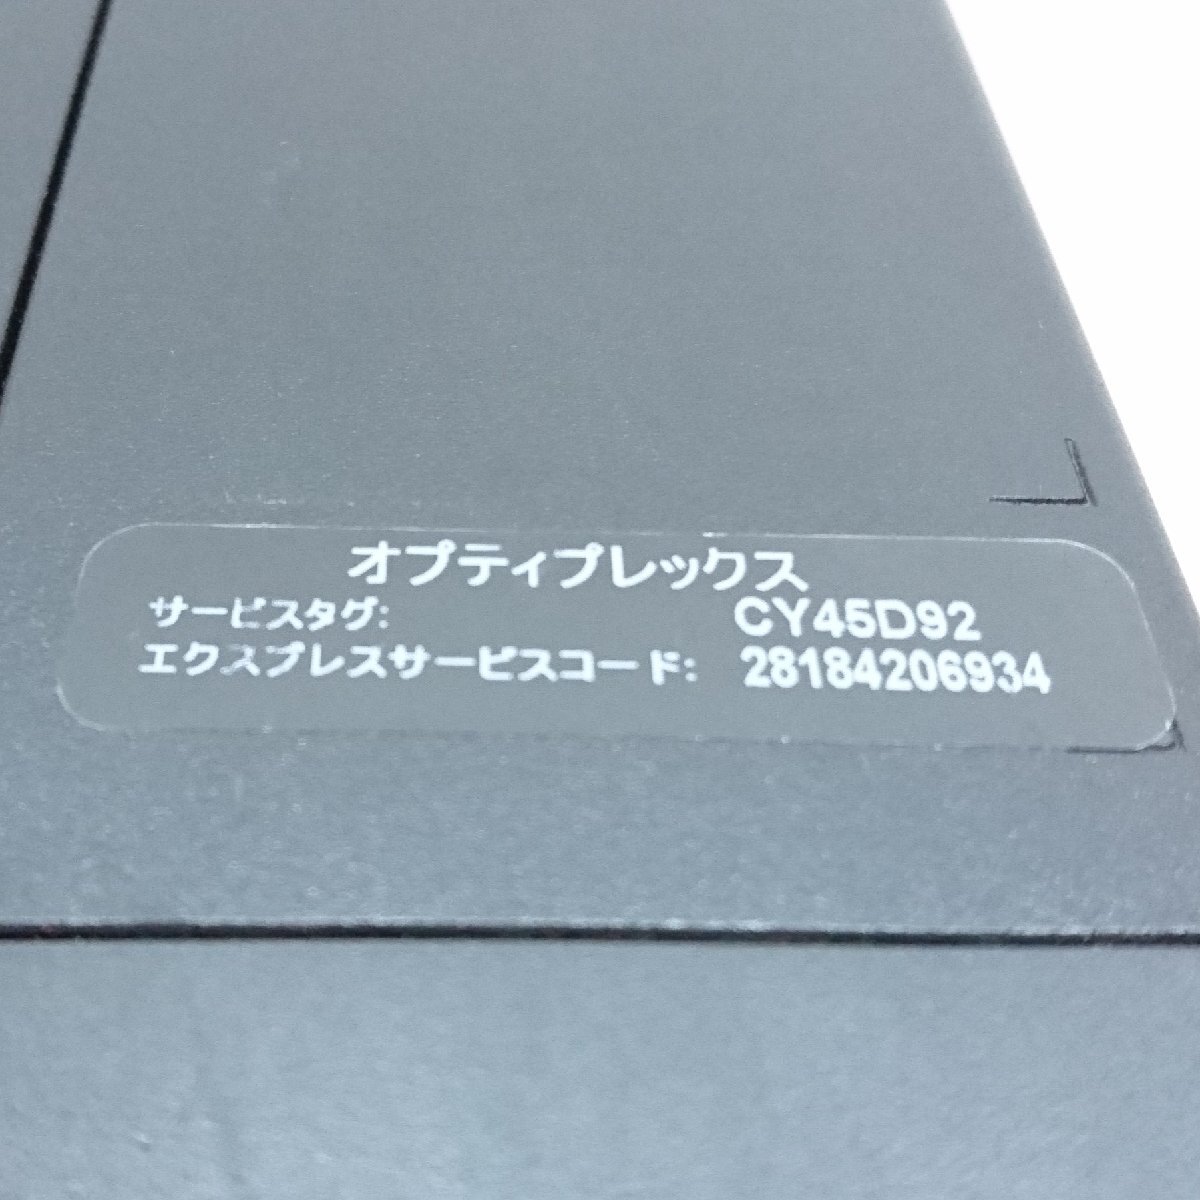 オプティプレックス
サービスタグ: CY45D92
エクスプレスサービスコード: 28184206934